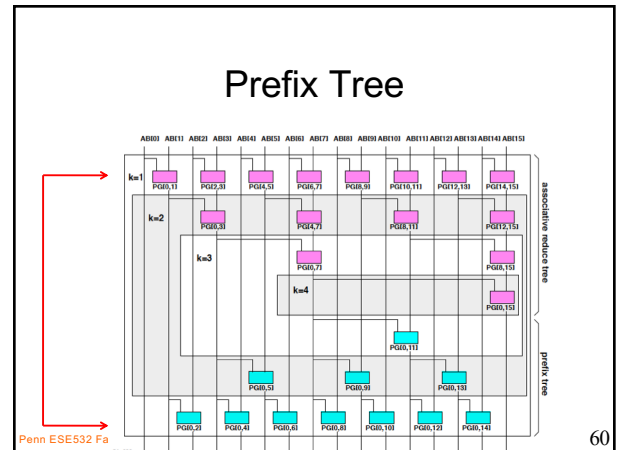 Prefix Tree
AB[0] AB[1] AB[2] AB[3] AB[4] AB[5] AB[6] AB[7] AB[8] AB[9] AB[10] AB[11] AB[12] AB[13] AB[14] AB[15]
k=1
PG[0,1] PG[2,3] PG[4,5] PG[6,7] PG[8,9] PG[10,11] PG[12,13] PG[14,15]
k=2
PG[0,3] PG[4,7] PG[8,11] PG[12,15]
k=3
PG[0,7] PG[8,15]
k=4
PG[0,15]
associative reduce tree
PG[0,11]
PG[0,5] PG[0,9] PG[0,13]
PG[0,2] PG[0,4] PG[0,6] PG[0,8] PG[0,10] PG[0,12] PG[0,14]
prefix tree
Penn ESE532 Fa
60